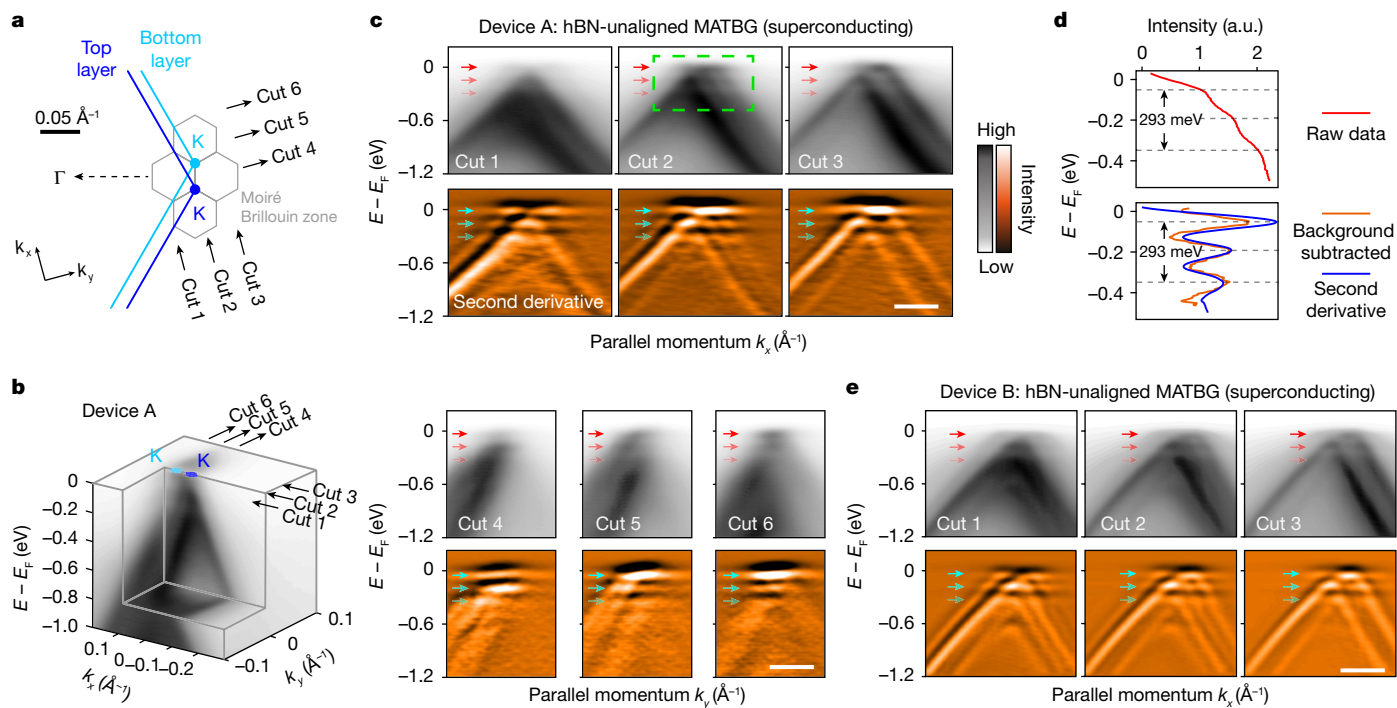 a
Top
layer
Bottom
layer
0.05 Å⁻¹
Cut 6
Cut 5
Cut 4
K
Γ
K
Moiré
Brillouin zone
kₓ
k_y
Cut 1
Cut 2
Cut 3
b
Device A
Cut 6
Cut 5
Cut 4
K
K
Cut 3
Cut 2
Cut 1
E − E_F (eV)
0
−0.2
−0.4
−0.6
−0.8
−1.0
0.1
0
−0.1
−0.2
kₓ (Å⁻¹)
−0.1
0
0.1
k_y (Å⁻¹)
c
Device A: hBN-unaligned MATBG (superconducting)
E − E_F (eV)
0
−0.6
−1.2
Cut 1
Cut 2
Cut 3
0
−0.6
−1.2
Second derivative
High
Low
Intensity
Parallel momentum kₓ (Å⁻¹)
E − E_F (eV)
0
−0.6
−1.2
Cut 4
Cut 5
Cut 6
0
−0.6
−1.2
Parallel momentum k_y (Å⁻¹)
d
Intensity (a.u.)
0
1
2
E − E_F (eV)
0
−0.2
−0.4
293 meV
Raw data
0
−0.2
−0.4
293 meV
Background
subtracted
Second
derivative
e
Device B: hBN-unaligned MATBG (superconducting)
E − E_F (eV)
0
−0.6
−1.2
Cut 1
Cut 2
Cut 3
0
−0.6
−1.2
Parallel momentum kₓ (Å⁻¹)